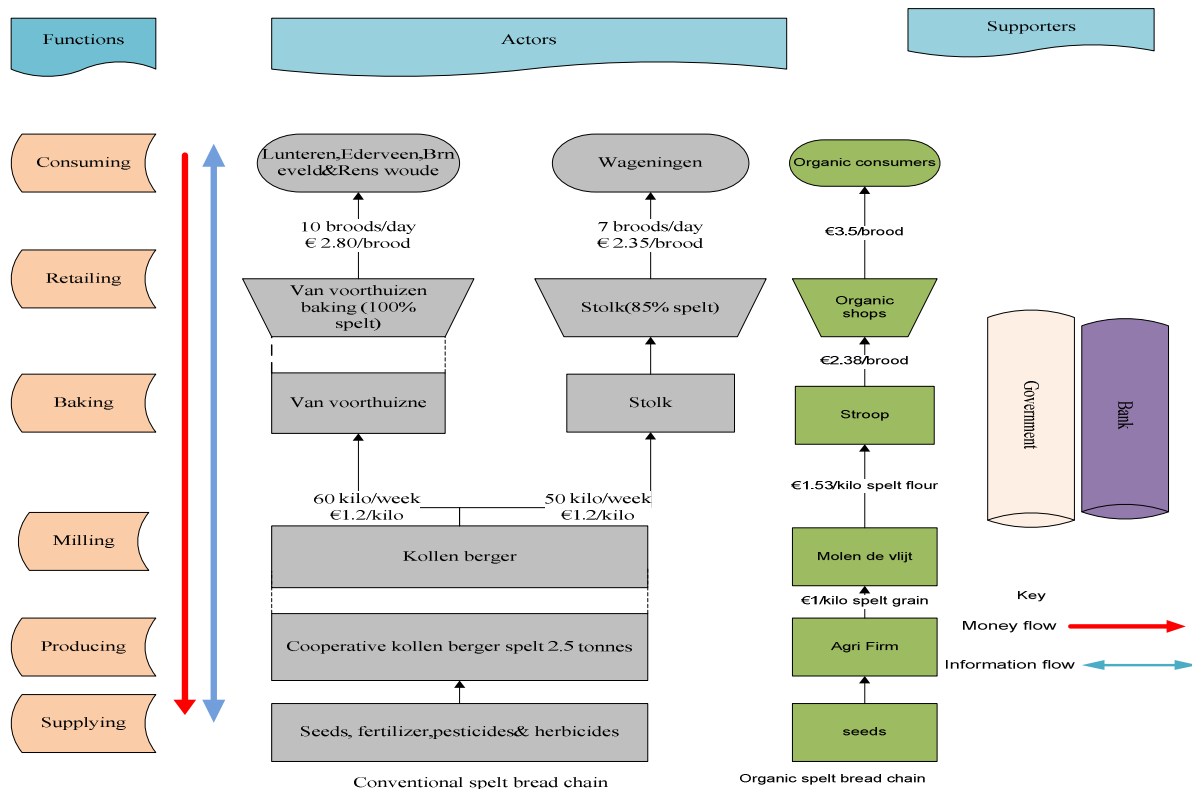 Functions
Actors
Supporters
Consuming
Lunteren,Ederveen,Brn
eveld&Rens woude
Wageningen
Organic consumers
10 broods/day
€ 2.80/brood
7 broods/day
€ 2.35/brood
€3.5/brood
Retailing
Van voorthuizen
baking (100%
spelt)
Stolk(85% spelt)
Organic
shops
€2.38/brood
Baking
Van voorthuizne
Stolk
Stroop
Government
Bank
60 kilo/week
€1.2/kilo
50 kilo/week
€1.2/kilo
€1.53/kilo spelt flour
Milling
Kollen berger
Molen de vlijt
€1/kilo spelt grain
Key
Money flow
Information flow
Producing
Cooperative kollen berger spelt 2.5 tonnes
Agri Firm
Supplying
Seeds, fertilizer,pesticides& herbicides
seeds
Conventional spelt bread chain
Organic spelt bread chain